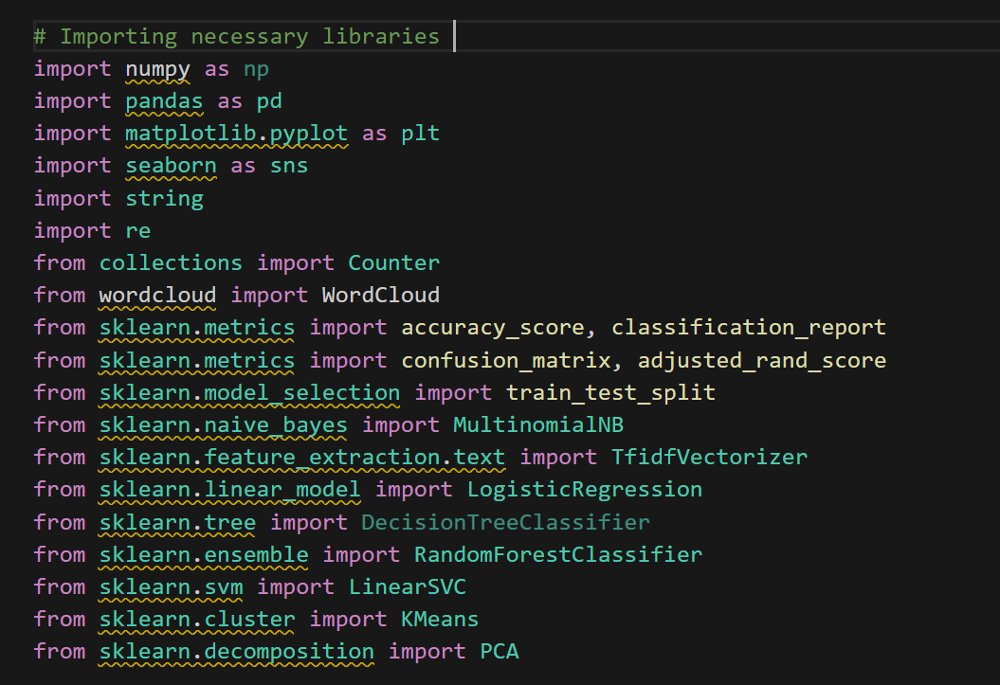 # Importing necessary libraries
import numpy as np
import pandas as pd
import matplotlib.pyplot as plt
import seaborn as sns
import string
import re
from collections import Counter
from wordcloud import WordCloud
from sklearn.metrics import accuracy_score, classification_report
from sklearn.metrics import confusion_matrix, adjusted_rand_score
from sklearn.model_selection import train_test_split
from sklearn.naive_bayes import MultinomialNB
from sklearn.feature_extraction.text import TfidfVectorizer
from sklearn.linear_model import LogisticRegression
from sklearn.tree import DecisionTreeClassifier
from sklearn.ensemble import RandomForestClassifier
from sklearn.svm import LinearSVC
from sklearn.cluster import KMeans
from sklearn.decomposition import PCA